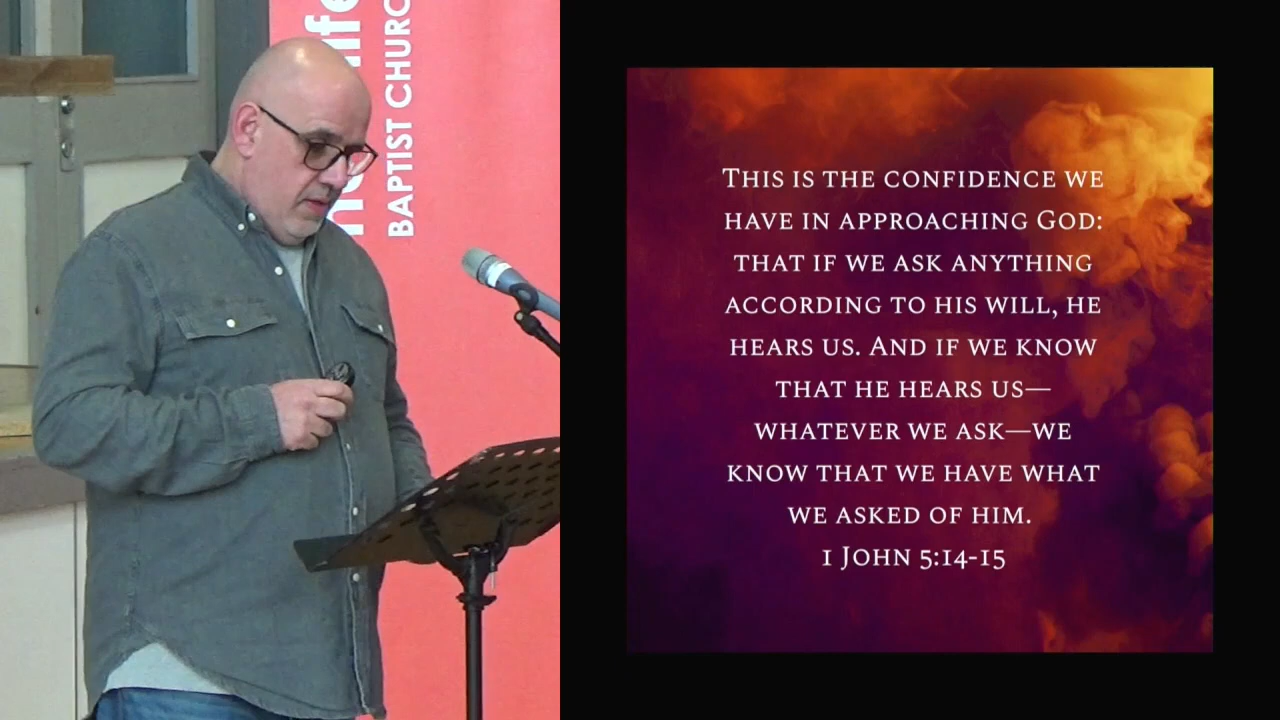 BAPTIST CHURC
This is the confidence we
have in approaching God:
that if we ask anything
according to his will, he
hears us. And if we know
that he hears us—
whatever we ask—we
know that we have what
we asked of him.
1 John 5:14-15